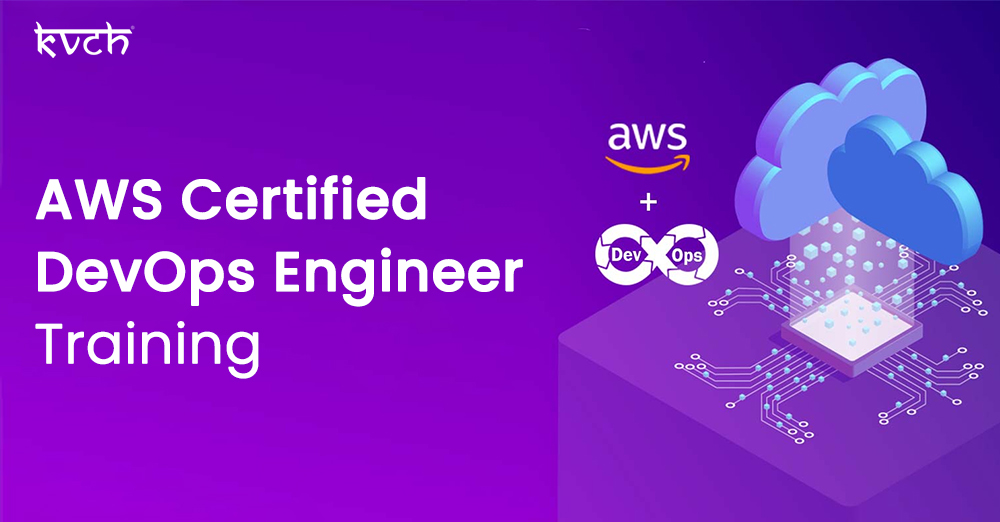 kvch
AWS Certified
DevOps Engineer
Training
aws
+
Dev Ops